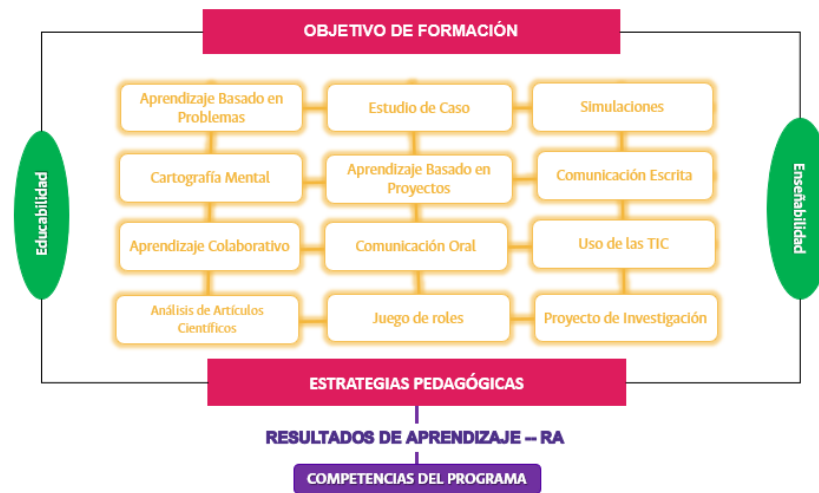 OBJETIVO DE FORMACIÓN
Aprendizaje Basado en
Problemas
Estudio de Caso
Simulaciones
Educabilidad
Cartografía Mental
Aprendizaje Basado en
Proyectos
Comunicación Escrita
Enseñabilidad
Aprendizaje Colaborativo
Comunicación Oral
Uso de las TIC
Análisis de Artículos
Científicos
Juego de roles
Proyecto de Investigación
ESTRATEGIAS PEDAGÓGICAS
RESULTADOS DE APRENDIZAJE – RA
COMPETENCIAS DEL PROGRAMA